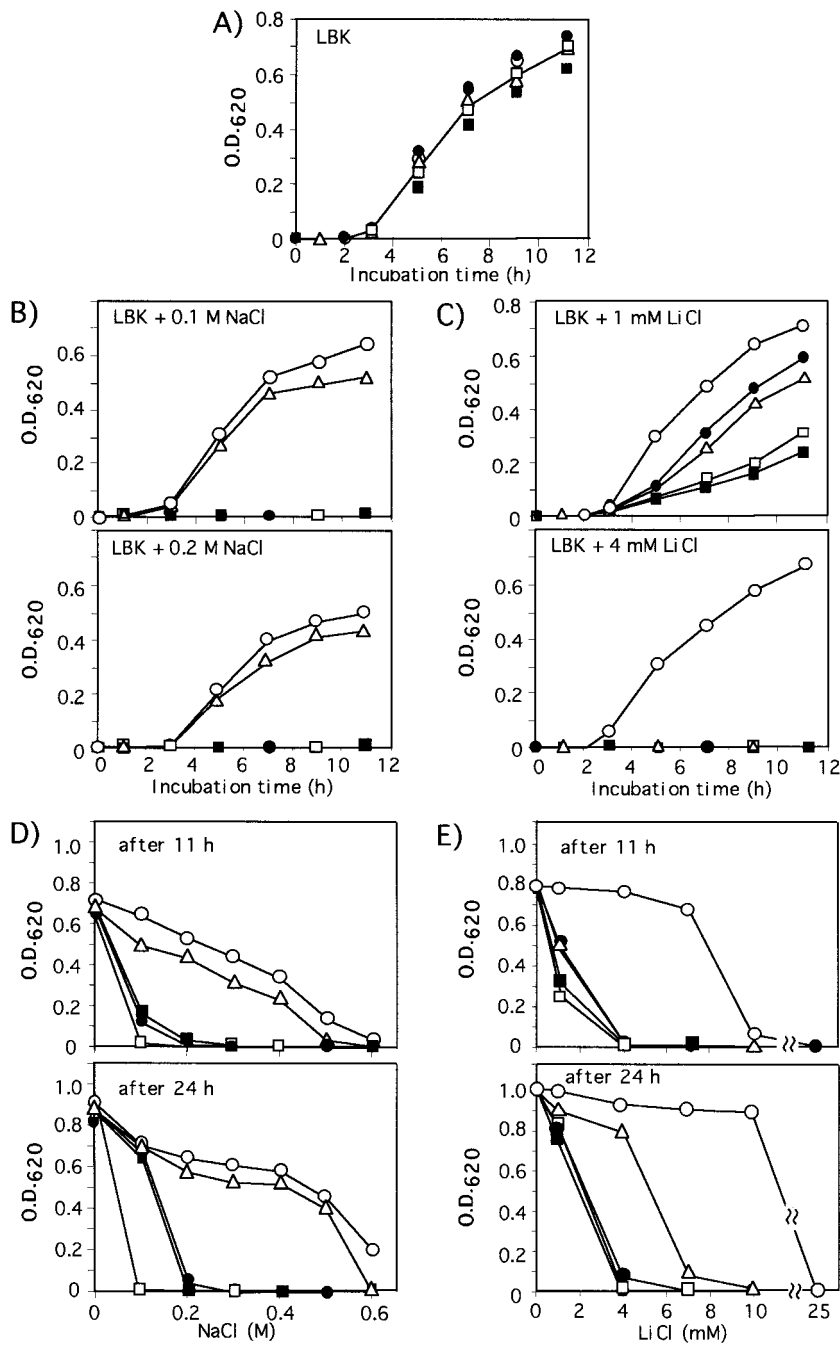 A)
LBK
0.8
0.6
0.4
0.2
0
O.D.620
0 2 4 6 8 10 12
Incubation time (h)
B)
LBK + 0.1 M NaCl
0.6
0.4
0.2
0
O.D.620
LBK + 0.2 M NaCl
0.6
0.4
0.2
0
O.D.620
0 2 4 6 8 10 12
Incubation time (h)
C)
LBK + 1 mM LiCl
0.8
0.6
0.4
0.2
0
O.D.620
LBK + 4 mM LiCl
0.6
0.4
0.2
0
O.D.620
0 2 4 6 8 10 12
Incubation time (h)
D)
after 11 h
1.0
0.8
0.6
0.4
0.2
0
O.D.620
after 24 h
1.0
0.8
0.6
0.4
0.2
0
O.D.620
0 0.2 0.4 0.6
NaCl (M)
E)
after 11 h
1.0
0.8
0.6
0.4
0.2
0
O.D.620
after 24 h
1.0
0.8
0.6
0.4
0.2
0
O.D.620
0 2 4 6 8 10 25
LiCl (mM)